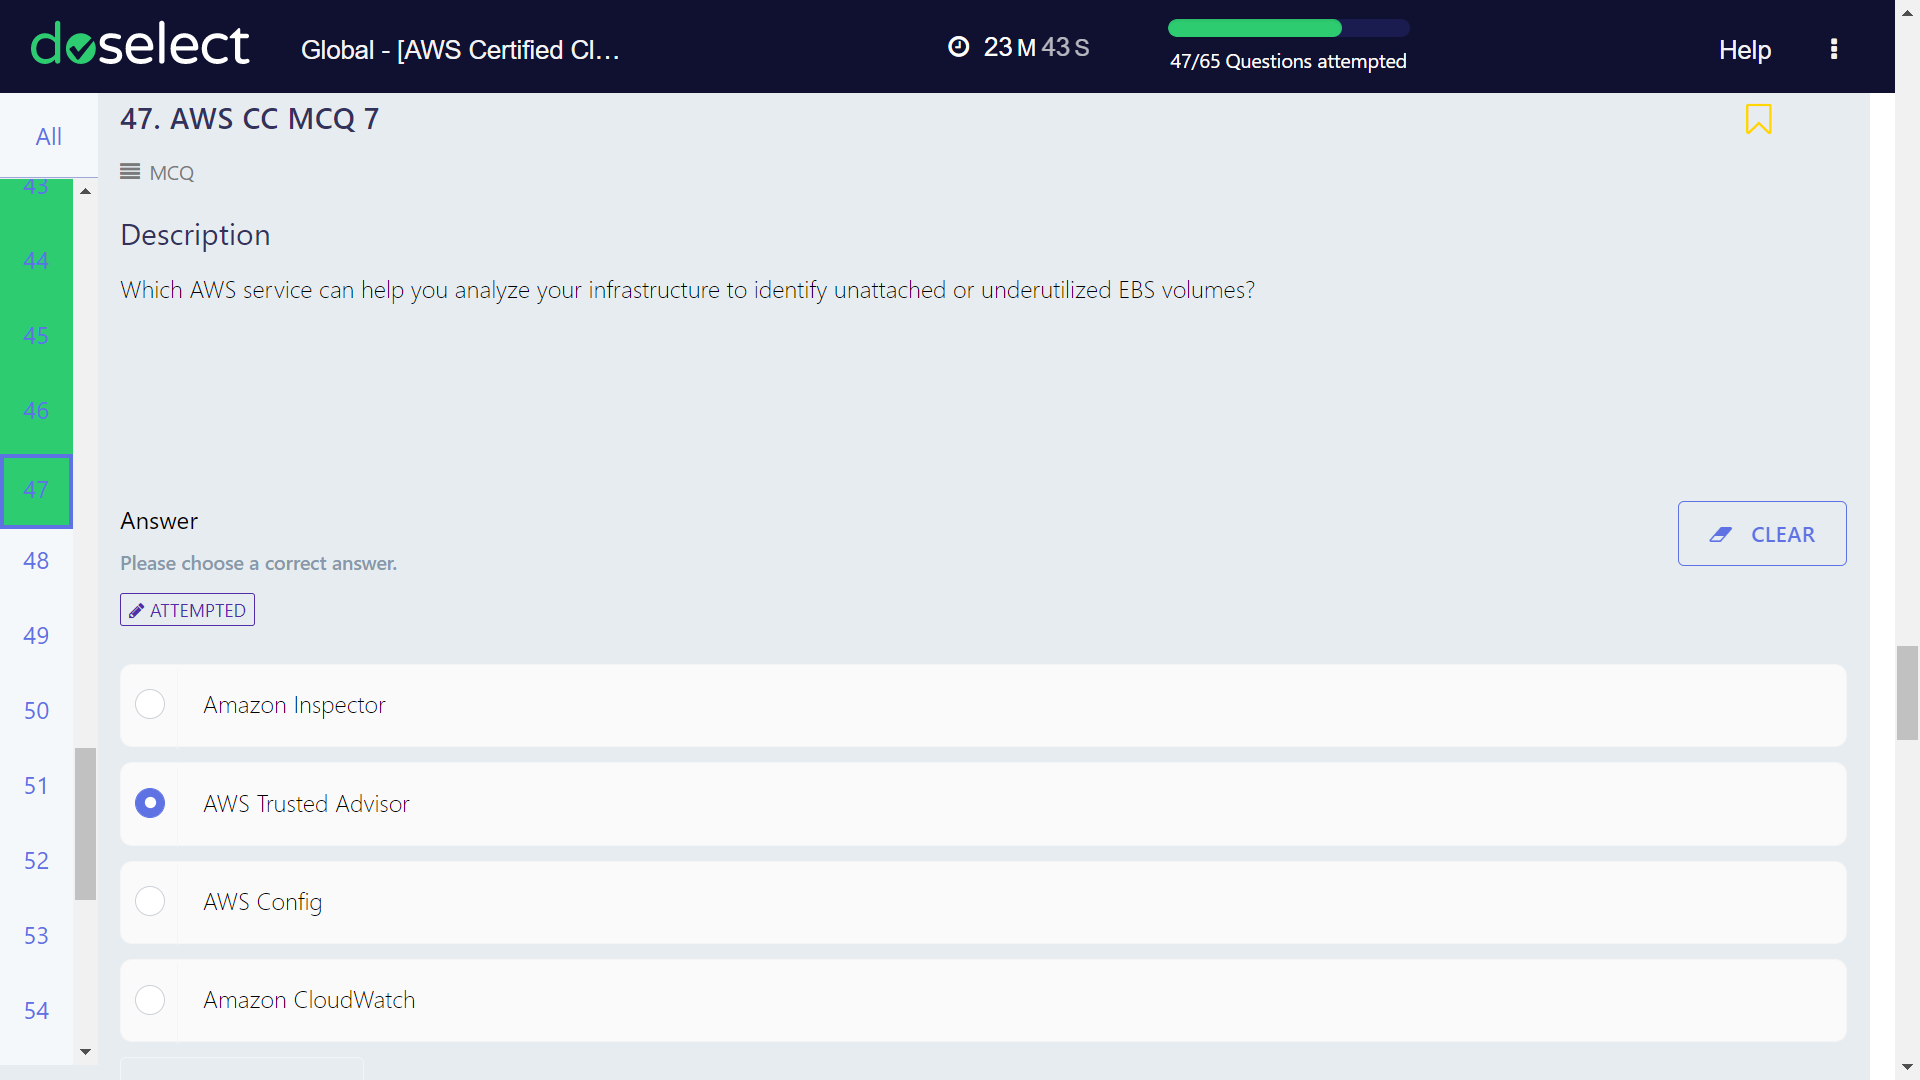 doselect
Global - [AWS Certified Cl...
23 M 43 S
47/65 Questions attempted
Help
All
43
44
45
46
47
48
49
50
51
52
53
54
47. AWS CC MCQ 7
MCQ
Description
Which AWS service can help you analyze your infrastructure to identify unattached or underutilized EBS volumes?
Answer
CLEAR
Please choose a correct answer.
ATTEMPTED
Amazon Inspector
AWS Trusted Advisor
AWS Config
Amazon CloudWatch